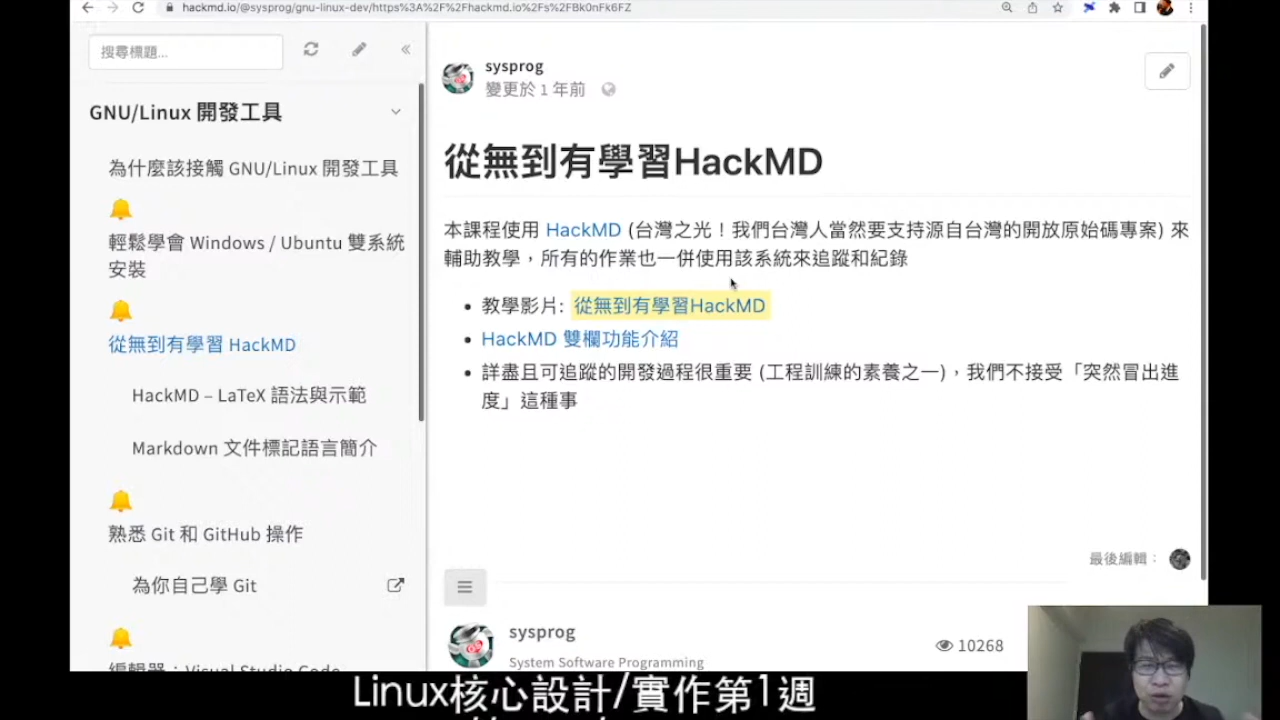 hackmd.io/@sysprog/gnu-linux-dev/https%3A%2F%2Fhackmd.io%2Fs%2FBk0nFk6FZ
搜尋標題...
GNU/Linux 開發工具
為什麼該接觸 GNU/Linux 開發工具
輕鬆學會 Windows / Ubuntu 雙系統
安裝
從無到有學習 HackMD
HackMD – LaTeX 語法與示範
Markdown 文件標記語言簡介
熟悉 Git 和 GitHub 操作
為你自己學 Git
編輯器：Visual Studio Code
sysprog
變更於 1 年前
從無到有學習HackMD
本課程使用 HackMD (台灣之光！我們台灣人當然要支持源自台灣的開放原始碼專案) 來
輔助教學，所有的作業也一併使用該系統來追蹤和紀錄
• 教學影片: 從無到有學習HackMD
• HackMD 雙欄功能介紹
• 詳盡且可追蹤的開發過程很重要 (工程訓練的素養之一)，我們不接受「突然冒出進
度」這種事
最後編輯：
sysprog
10268
System Software Programming
Linux核心設計/實作第1週